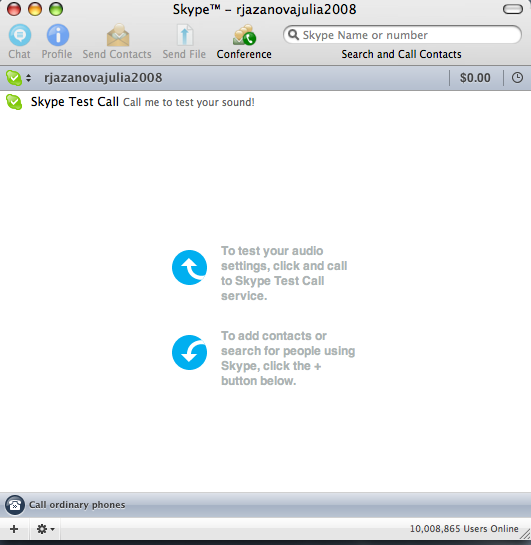 Skype™ – rjazanovajulia2008
Chat Profile Send Contacts Send File Conference
Skype Name or number
Search and Call Contacts
rjazanovajulia2008 $0.00
Skype Test Call Call me to test your sound!
To test your audio
settings, click and call
to Skype Test Call
service.
To add contacts or
search for people using
Skype, click the +
button below.
Call ordinary phones
10,008,865 Users Online